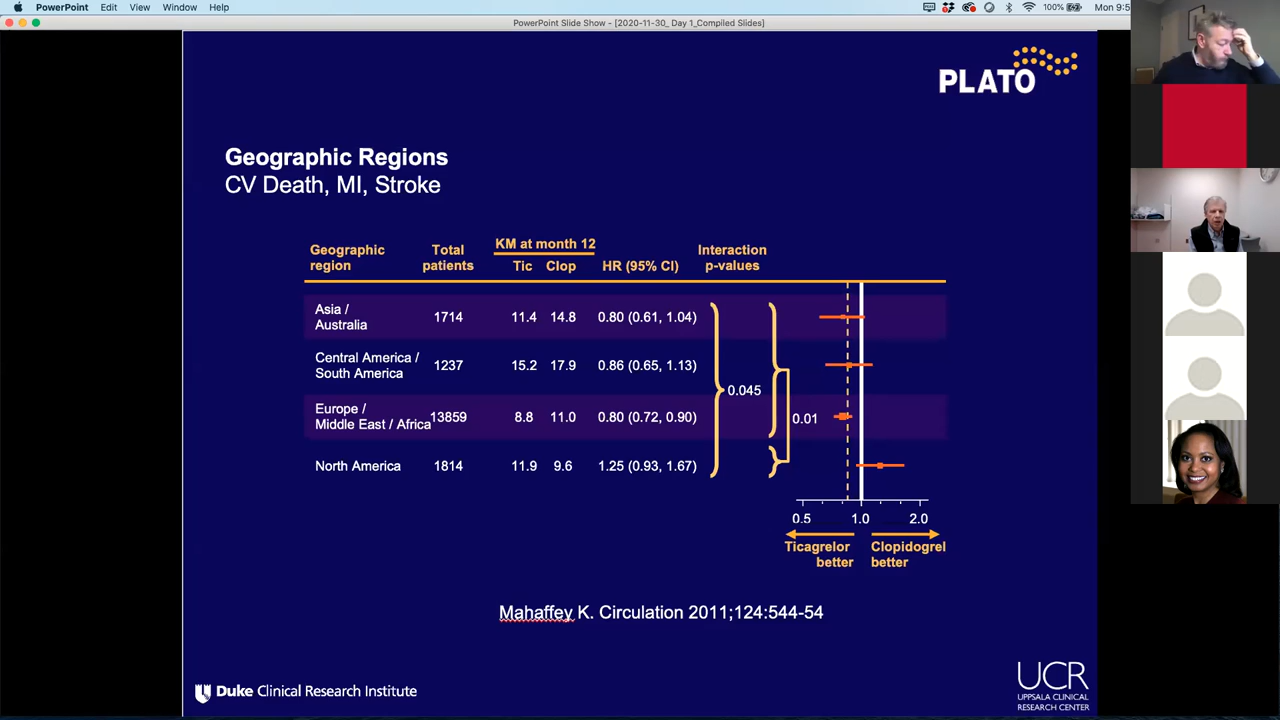 PowerPoint Edit View Window Help
100%
Mon 9:5
PowerPoint Slide Show - [2020-11-30_ Day 1_Compiled Slides]
PLATO
Geographic Regions
CV Death, MI, Stroke
Geographic region
Total patients
KM at month 12
Tic Clop
HR (95% CI)
Interaction p-values
Asia /
Australia
1714 11.4 14.8 0.80 (0.61, 1.04)
Central America /
South America
1237 15.2 17.9 0.86 (0.65, 1.13)
Europe /
Middle East / Africa
13859 8.8 11.0 0.80 (0.72, 0.90)
North America 1814 11.9 9.6 1.25 (0.93, 1.67)
0.045
0.01
0.5 1.0 2.0
Ticagrelor
better
Clopidogrel
better
Mahaffey K. Circulation 2011;124:544-54
Duke Clinical Research Institute
UCR
UPPSALA CLINICAL
RESEARCH CENTER